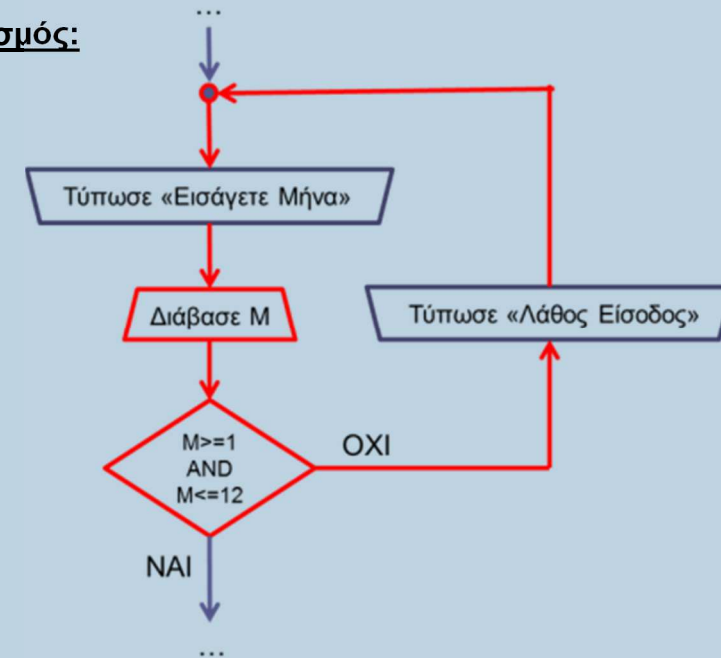 ...
σμός:
Τύπωσε «Εισάγετε Μήνα»
Διάβασε Μ
Τύπωσε «Λάθος Είσοδος»
M>=1
AND
M<=12
ΟΧΙ
ΝΑΙ
...